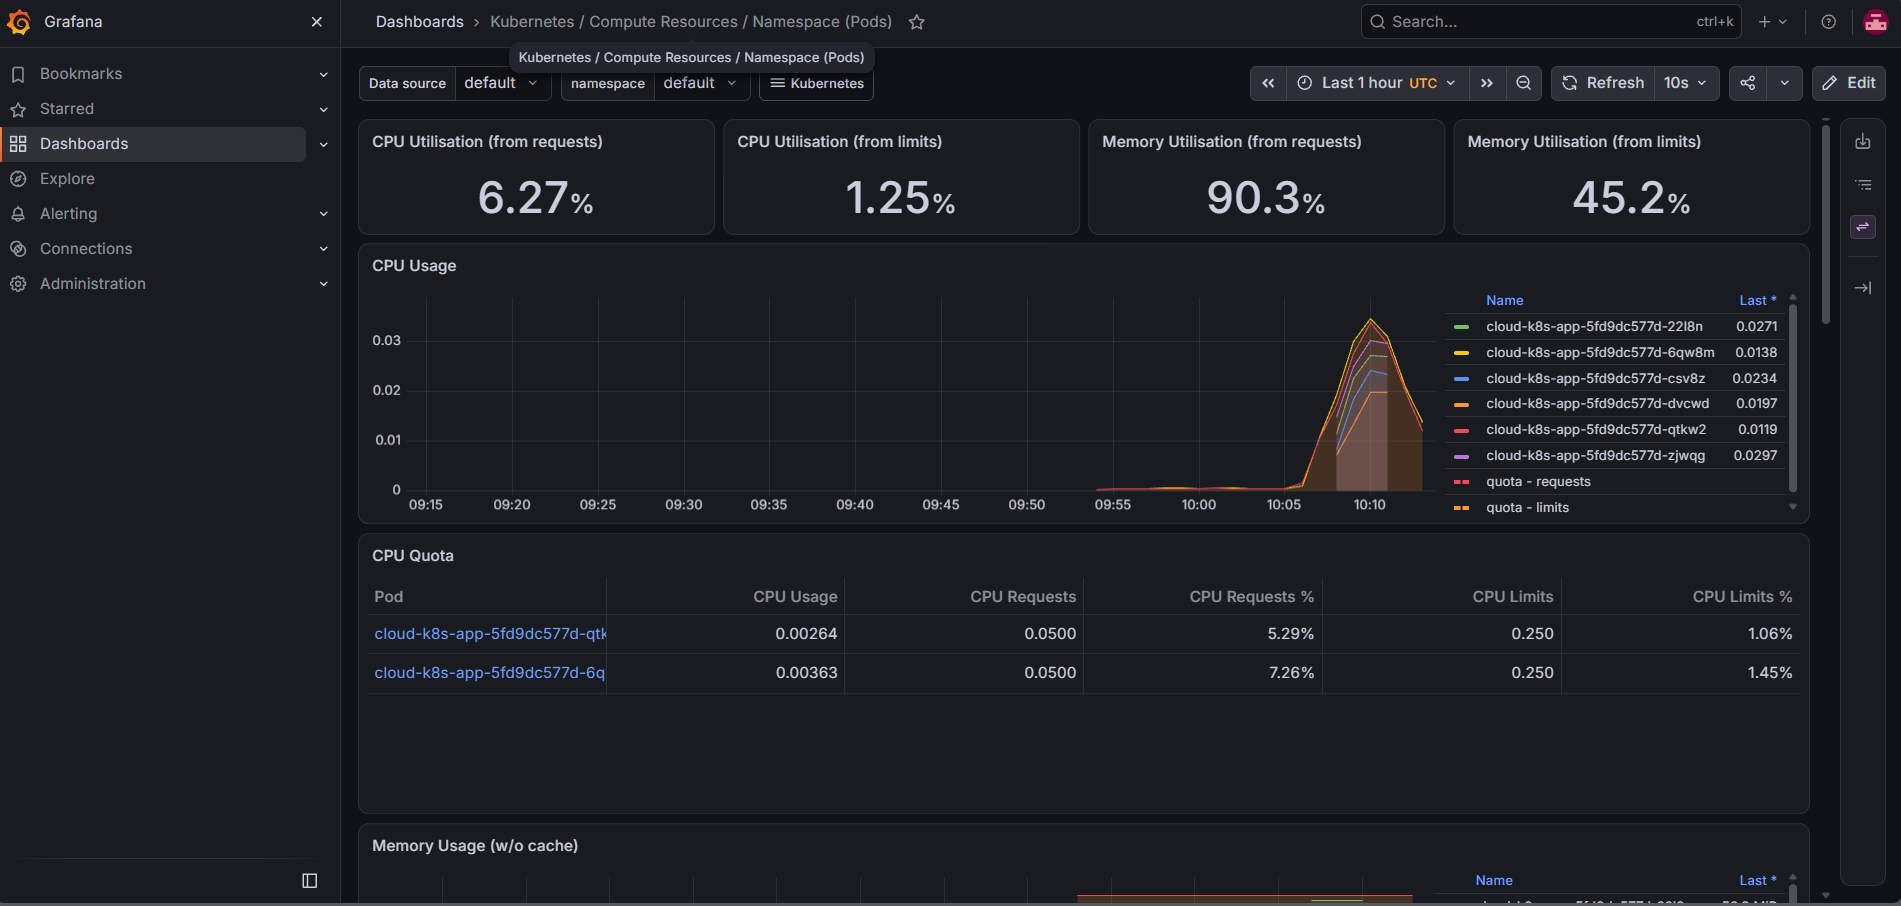 Grafana
Dashboards › Kubernetes / Compute Resources / Namespace (Pods)
Search...
ctrl+k
Kubernetes / Compute Resources / Namespace (Pods)
Bookmarks
Starred
Dashboards
Explore
Alerting
Connections
Administration
Data source default
namespace default
Kubernetes
Last 1 hour UTC
Refresh 10s
Edit
CPU Utilisation (from requests)
6.27%
CPU Utilisation (from limits)
1.25%
Memory Utilisation (from requests)
90.3%
Memory Utilisation (from limits)
45.2%
CPU Usage
0.03
0.02
0.01
0
09:15 09:20 09:25 09:30 09:35 09:40 09:45 09:50 09:55 10:00 10:05 10:10
Name Last *
cloud-k8s-app-5fd9dc577d-22l8n 0.0271
cloud-k8s-app-5fd9dc577d-6qw8m 0.0138
cloud-k8s-app-5fd9dc577d-csv8z 0.0234
cloud-k8s-app-5fd9dc577d-dvcwd 0.0197
cloud-k8s-app-5fd9dc577d-qtkw2 0.0119
cloud-k8s-app-5fd9dc577d-zjwqg 0.0297
quota - requests
quota - limits
CPU Quota
Pod CPU Usage CPU Requests CPU Requests % CPU Limits CPU Limits %
cloud-k8s-app-5fd9dc577d-qtk 0.00264 0.0500 5.29% 0.250 1.06%
cloud-k8s-app-5fd9dc577d-6q 0.00363 0.0500 7.26% 0.250 1.45%
Memory Usage (w/o cache)
Name Last *